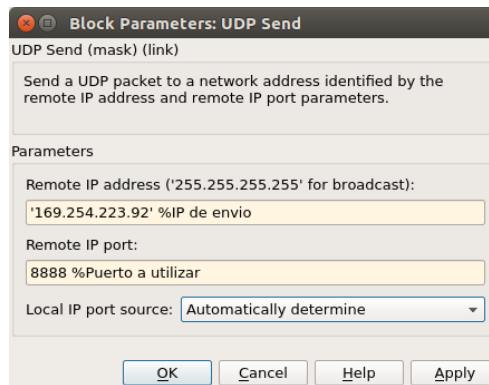 Block Parameters: UDP Send
UDP Send (mask) (link)
Send a UDP packet to a network address identified by the
remote IP address and remote IP port parameters.
Parameters
Remote IP address ('255.255.255.255' for broadcast):
'169.254.223.92' %IP de envio
Remote IP port:
8888 %Puerto a utilizar
Local IP port source: Automatically determine
OK Cancel Help Apply